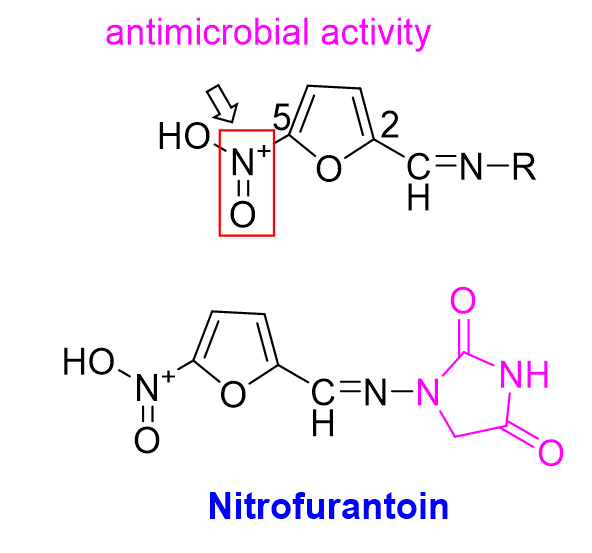 antimicrobial activity
HO
5
2
N+
O
O
C=N–R
H
O
HO
N+
O
O
C=N–N
H
NH
O
Nitrofurantoin